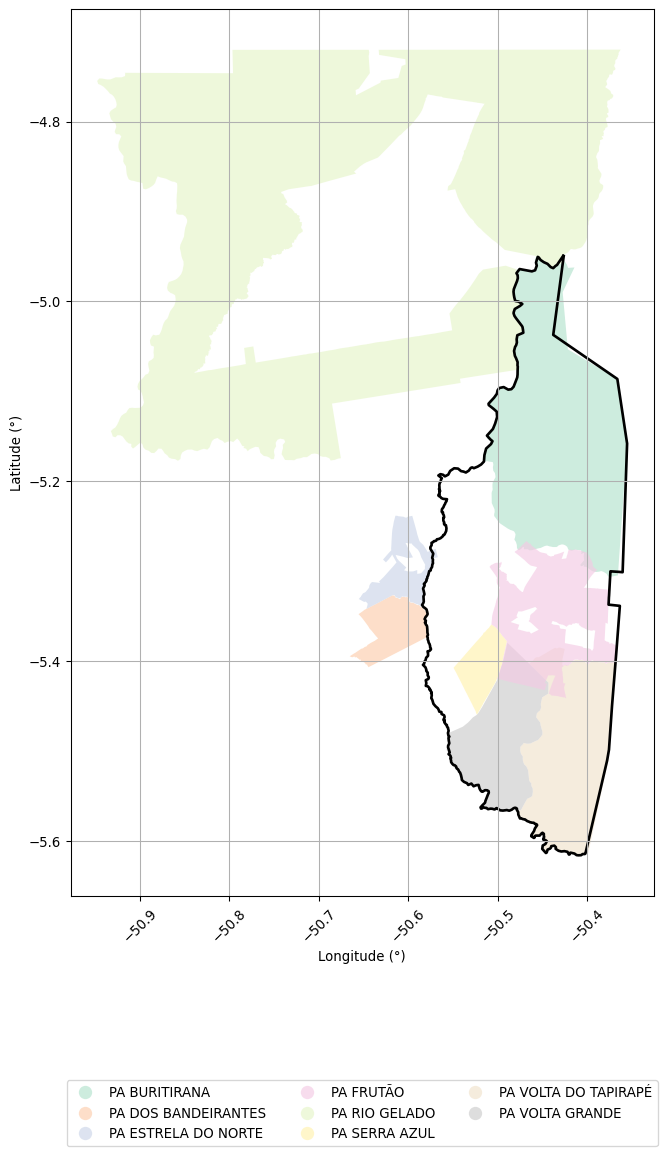 −4.8
−5.0
−5.2
−5.4
−5.6
Latitude (°)
−50.9
−50.8
−50.7
−50.6
−50.5
−50.4
Longitude (°)
PA BURITIRANA
PA DOS BANDEIRANTES
PA ESTRELA DO NORTE
PA FRUTÃO
PA RIO GELADO
PA SERRA AZUL
PA VOLTA DO TAPIRAPÉ
PA VOLTA GRANDE